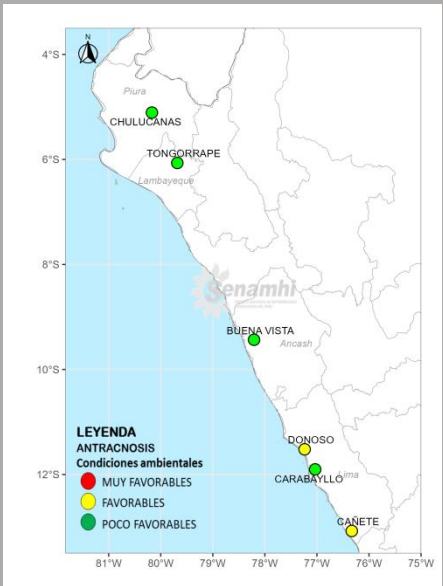 N
4°S
Piura
CHULUCANAS
TONGORRAPE
6°S
Lambayeque
8°S
Senamhi
BUENA VISTA
Ancash
10°S
LEYENDA
ANTRACNOSIS
Condiciones ambientales
MUY FAVORABLES
FAVORABLES
POCO FAVORABLES
DONOSO
12°S
CARABAYLLO
Lima
CAÑETE
81°W 80°W 79°W 78°W 77°W 76°W 75°W